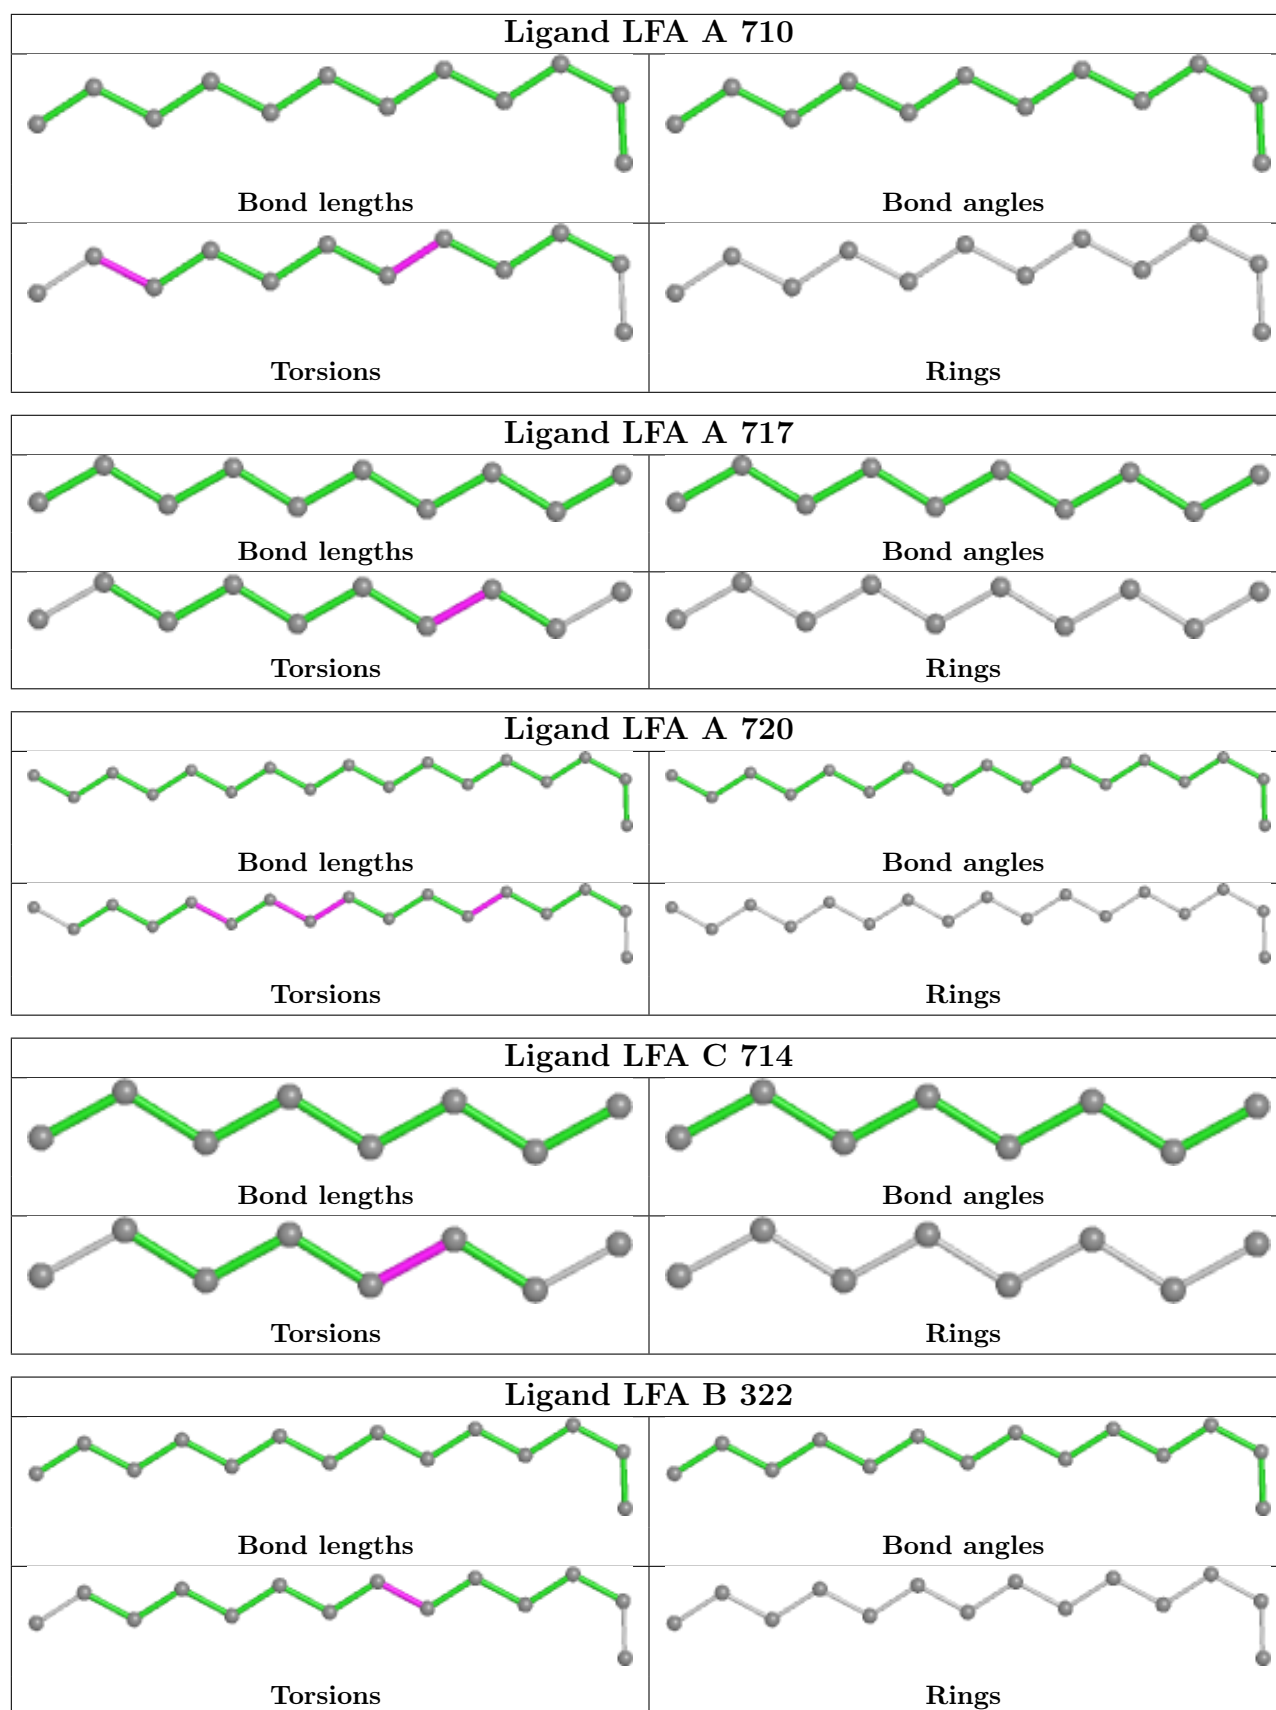 Ligand LFA A 710
Bond lengths
Bond angles
Torsions
Rings
Ligand LFA A 717
Bond lengths
Bond angles
Torsions
Rings
Ligand LFA A 720
Bond lengths
Bond angles
Torsions
Rings
Ligand LFA C 714
Bond lengths
Bond angles
Torsions
Rings
Ligand LFA B 322
Bond lengths
Bond angles
Torsions
Rings